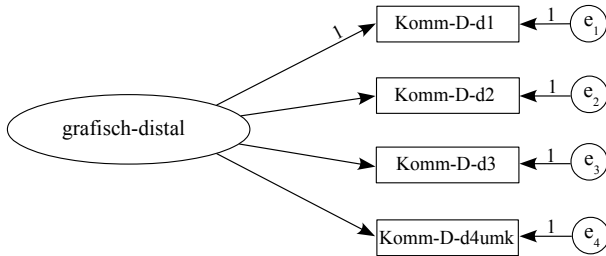 1 Komm-D-d1 1 e1
Komm-D-d2 1 e2
grafisch-distal
Komm-D-d3 1 e3
Komm-D-d4umk 1 e4